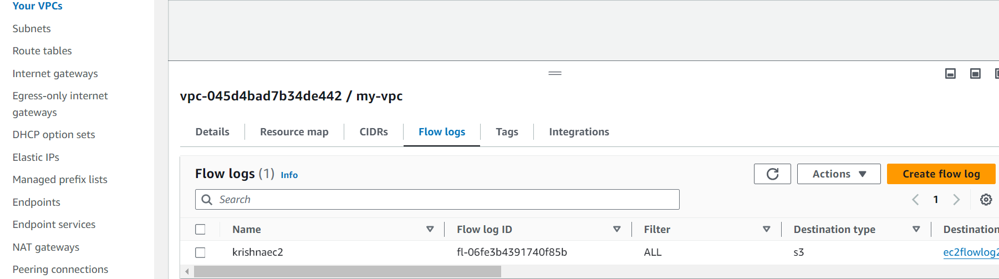 Your VPCs
Subnets
Route tables
Internet gateways
Egress-only internet
gateways
DHCP option sets
Elastic IPs
Managed prefix lists
Endpoints
Endpoint services
NAT gateways
Peering connections
vpc-045d4bad7b34de442 / my-vpc
Details Resource map CIDRs Flow logs Tags Integrations
Flow logs (1) Info Actions Create flow log
Search 1
Name Flow log ID Filter Destination type Destination
krishnaec2 fl-06fe3b4391740f85b ALL s3 ec2flowlog2